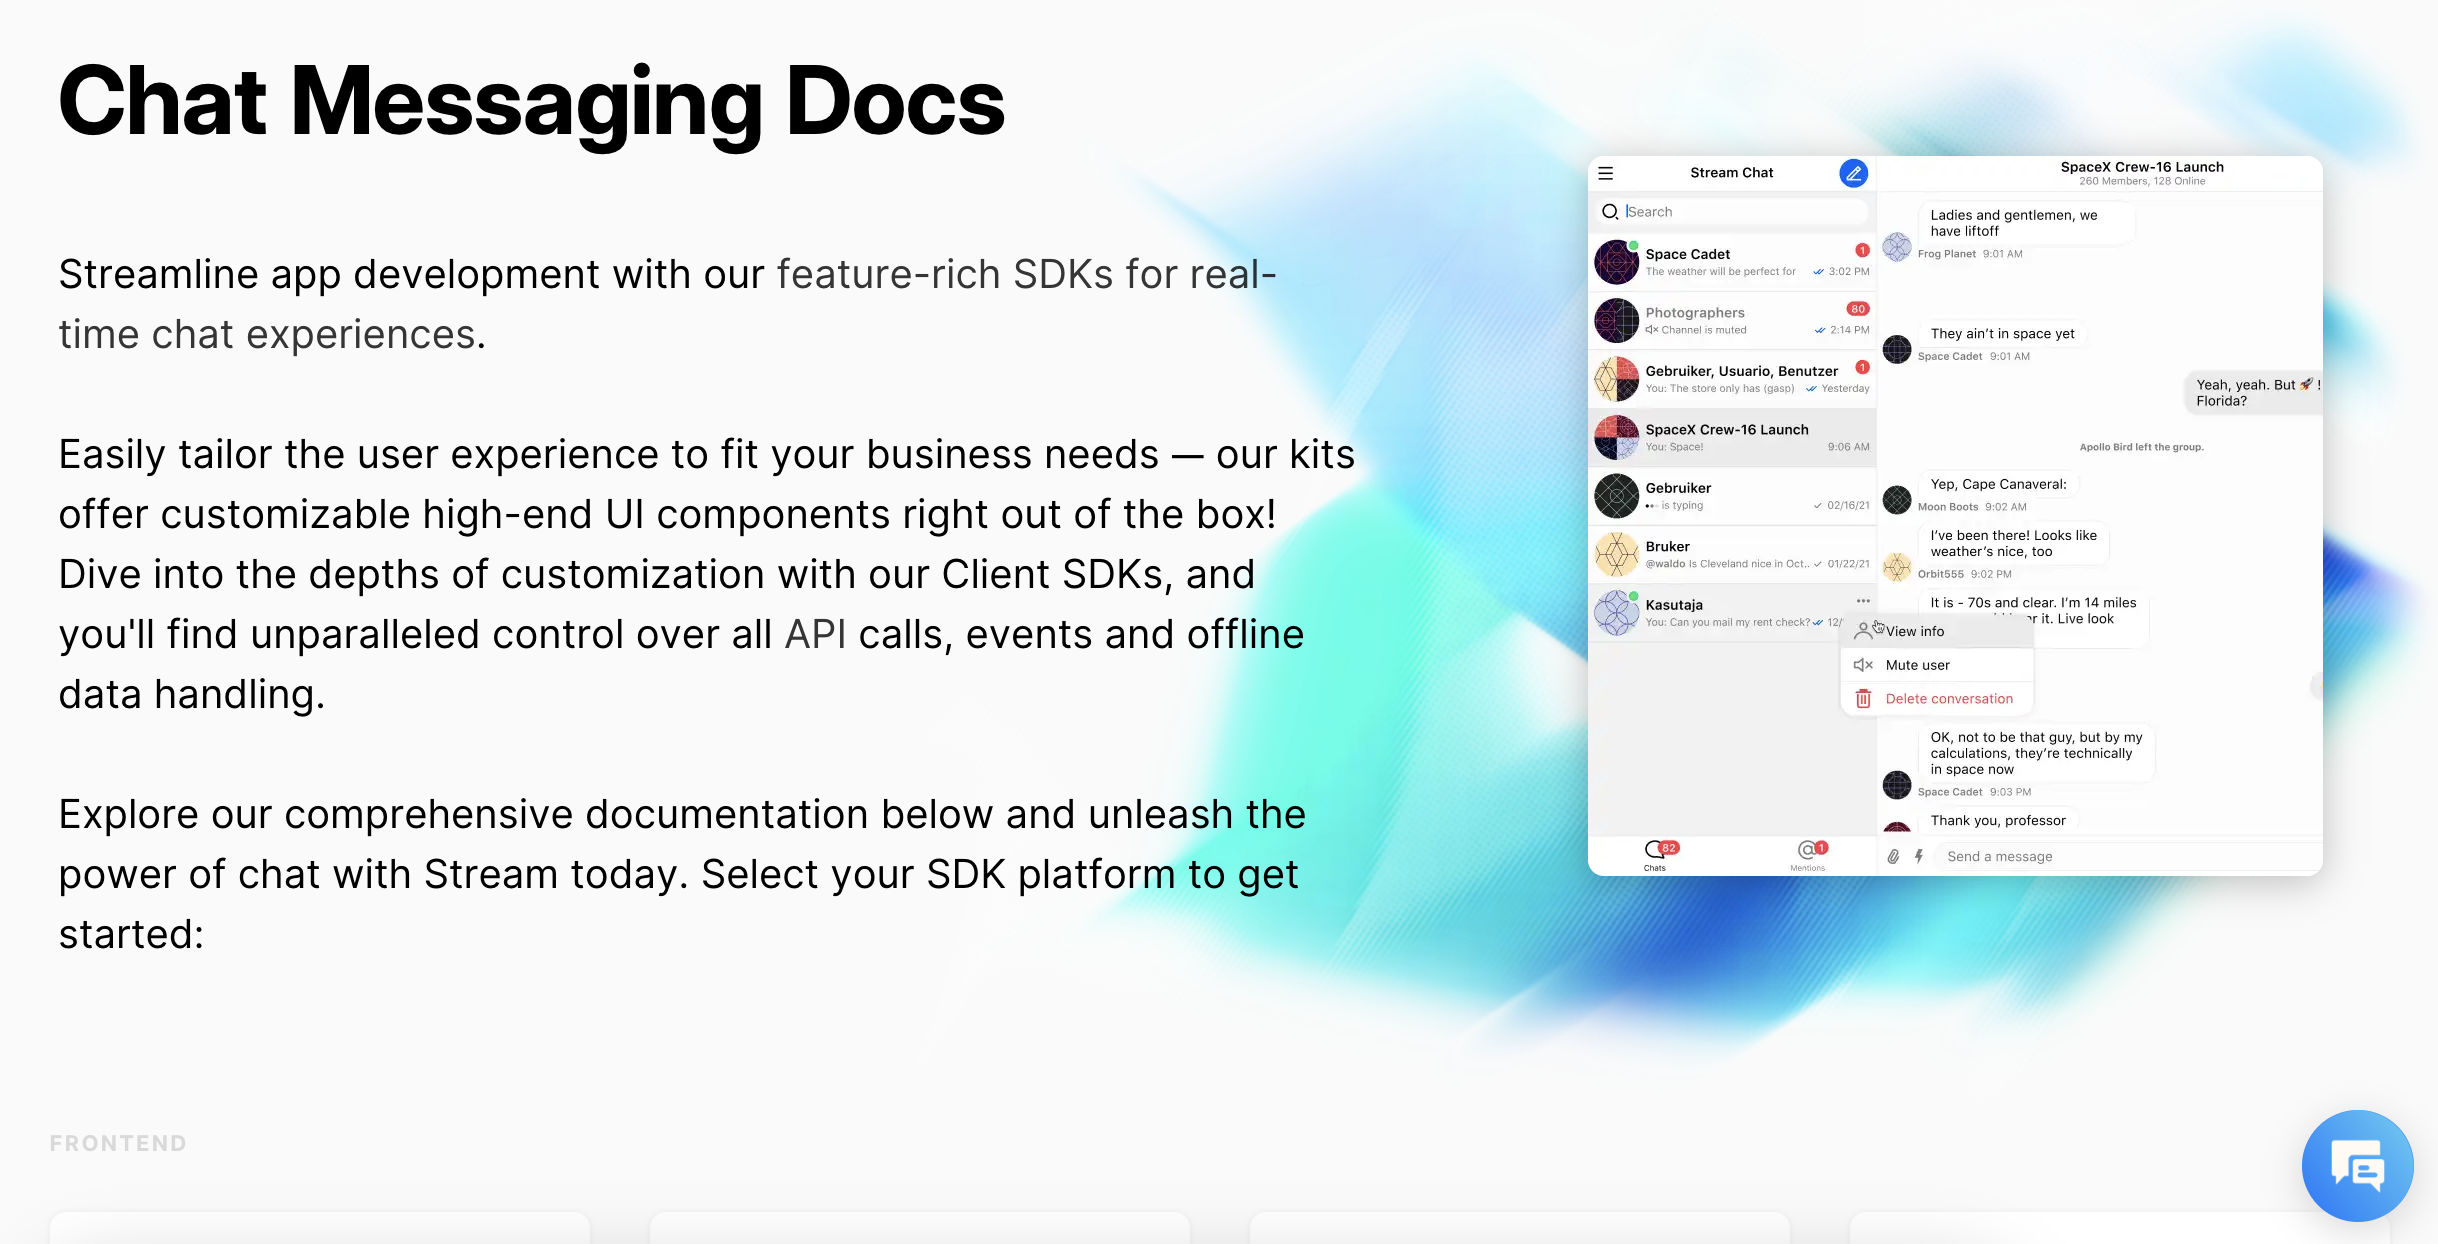 Chat Messaging Docs
Streamline app development with our feature-rich SDKs for real-
time chat experiences.
Easily tailor the user experience to fit your business needs — our kits
offer customizable high-end UI components right out of the box!
Dive into the depths of customization with our Client SDKs, and
you'll find unparalleled control over all API calls, events and offline
data handling.
Explore our comprehensive documentation below and unleash the
power of chat with Stream today. Select your SDK platform to get
started:
FRONTEND
Stream Chat
Search
Space Cadet 1
The weather will be perfect for 3:02 PM
Photographers 80
Channel is muted 2:14 PM
Gebruiker, Usuario, Benutzer 1
You: The store only has (gasp) Yesterday
SpaceX Crew-16 Launch
You: Space! 9:06 AM
Gebruiker
is typing 02/16/21
Bruker
@waldo Is Cleveland nice in Oct.. 01/22/21
Kasutaja
You: Can you mail my rent check? 12/
View info
Mute user
Delete conversation
82 1
Chats Mentions
SpaceX Crew-16 Launch
260 Members, 128 Online
Ladies and gentlemen, we
have liftoff
Frog Planet 9:01 AM
They ain't in space yet
Space Cadet 9:01 AM
Yeah, yeah. But 🚀 !
Florida?
Apollo Bird left the group.
Yep, Cape Canaveral:
Moon Boots 9:02 AM
I've been there! Looks like
weather's nice, too
Orbit555 9:02 PM
It is - 70s and clear. I'm 14 miles
it. Live look
OK, not to be that guy, but by my
calculations, they're technically
in space now
Space Cadet 9:03 PM
Thank you, professor
Send a message